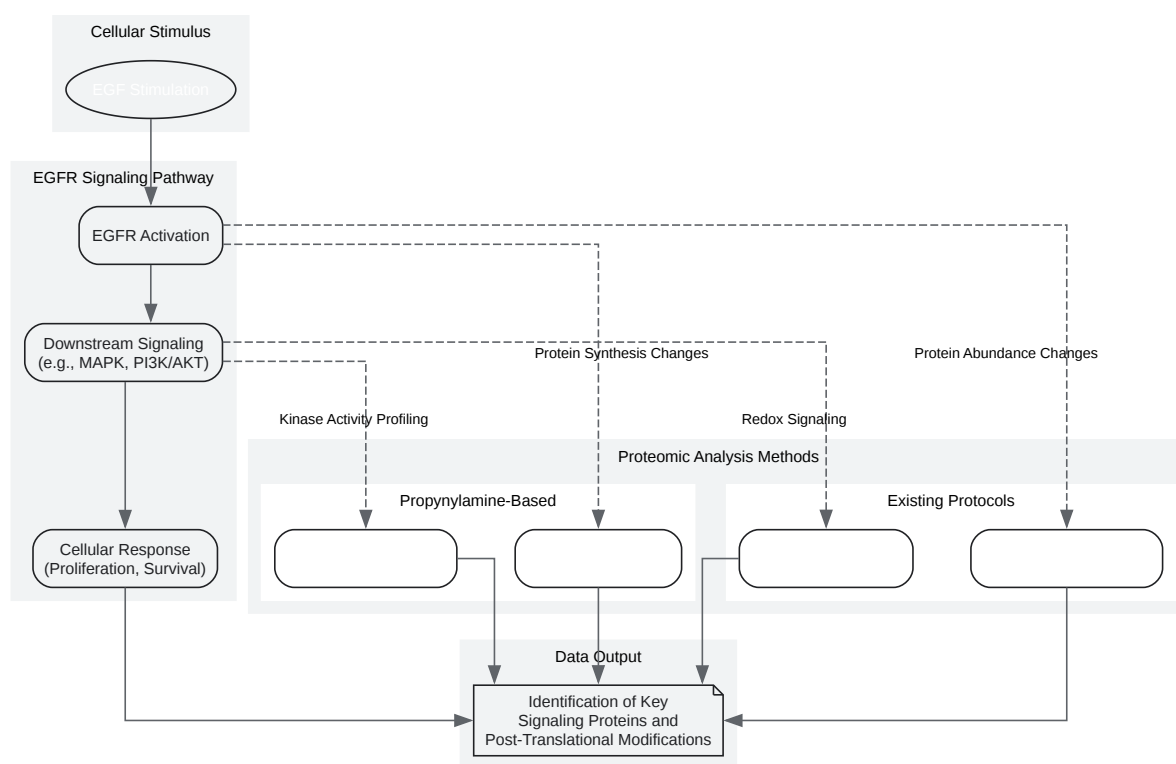 Cellular Stimulus
EGF Stimulation
EGFR Signaling Pathway
EGFR Activation
Downstream Signaling
(e.g., MAPK, PI3K/AKT)
Protein Synthesis Changes
Protein Abundance Changes
Kinase Activity Profiling
Redox Signaling
Proteomic Analysis Methods
Propynylamine-Based
Existing Protocols
Cellular Response
(Proliferation, Survival)
Data Output
Identification of Key
Signaling Proteins and
Post-Translational Modifications